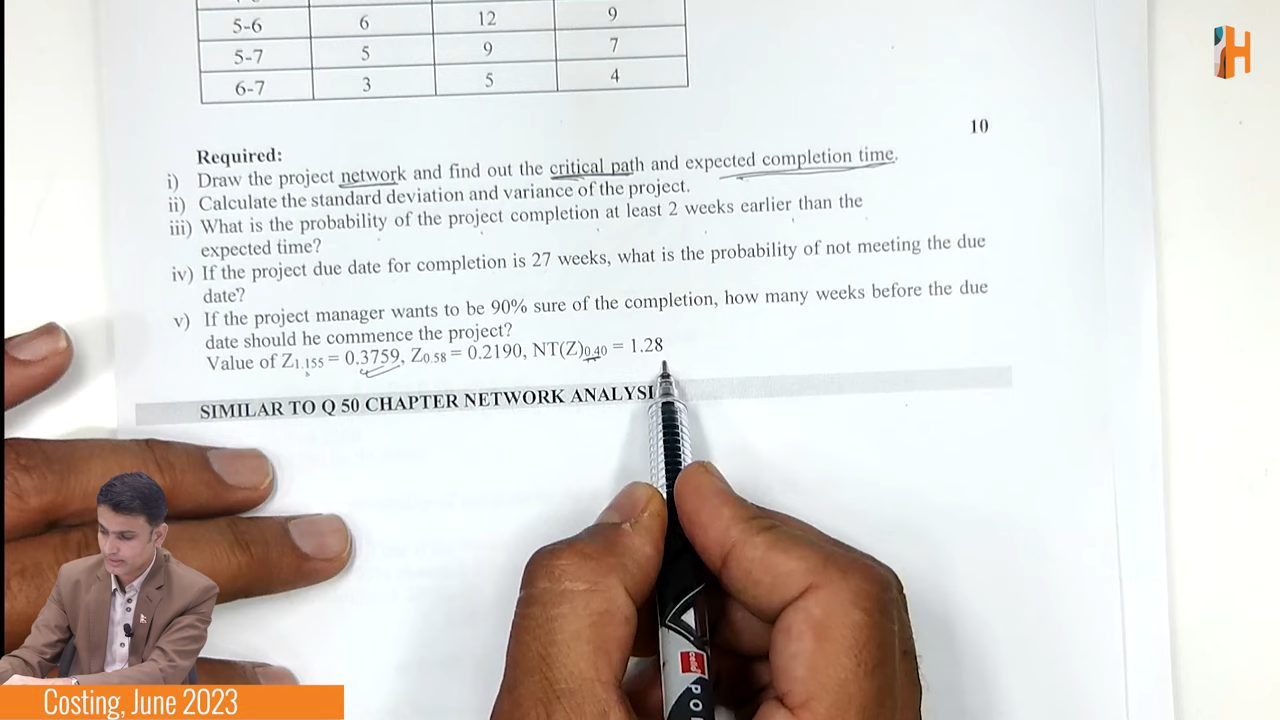 5-6 6 12 9
5-7 5 9 7
6-7 3 5 4
10
Required:
i) Draw the project network and find out the critical path and expected completion time.
ii) Calculate the standard deviation and variance of the project.
iii) What is the probability of the project completion at least 2 weeks earlier than the
expected time?
iv) If the project due date for completion is 27 weeks, what is the probability of not meeting the due
date?
v) If the project manager wants to be 90% sure of the completion, how many weeks before the due
date should he commence the project?
Value of Z1.155 = 0.3759, Z0.58 = 0.2190, NT(Z)0.40 = 1.28
SIMILAR TO Q 50 CHAPTER NETWORK ANALYSI
H
cello
PO
Costing, June 2023